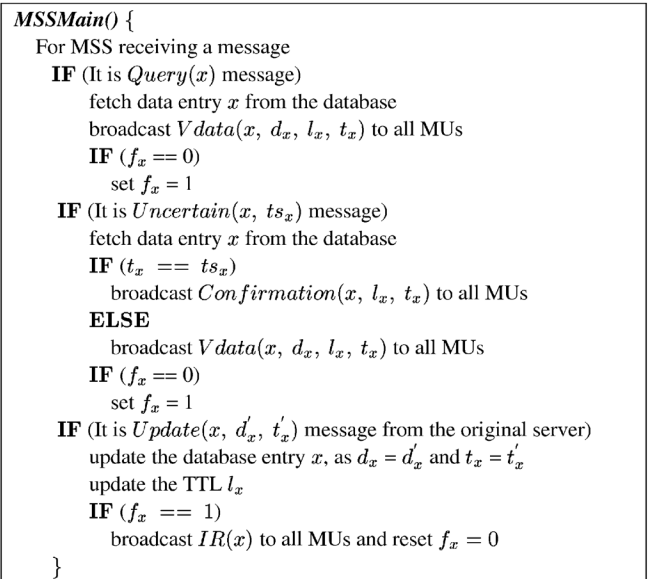 MSSMain() {
For MSS receiving a message
IF (It is Query(x) message)
fetch data entry x from the database
broadcast Vdata(x, dₓ, lₓ, tₓ) to all MUs
IF (fₓ == 0)
set fₓ = 1
IF (It is Uncertain(x, tsₓ) message)
fetch data entry x from the database
IF (tₓ == tsₓ)
broadcast Confirmation(x, lₓ, tₓ) to all MUs
ELSE
broadcast Vdata(x, dₓ, lₓ, tₓ) to all MUs
IF (fₓ == 0)
set fₓ = 1
IF (It is Update(x, d′ₓ, t′ₓ) message from the original server)
update the database entry x, as dₓ = d′ₓ and tₓ = t′ₓ
update the TTL lₓ
IF (fₓ == 1)
broadcast IR(x) to all MUs and reset fₓ = 0
}